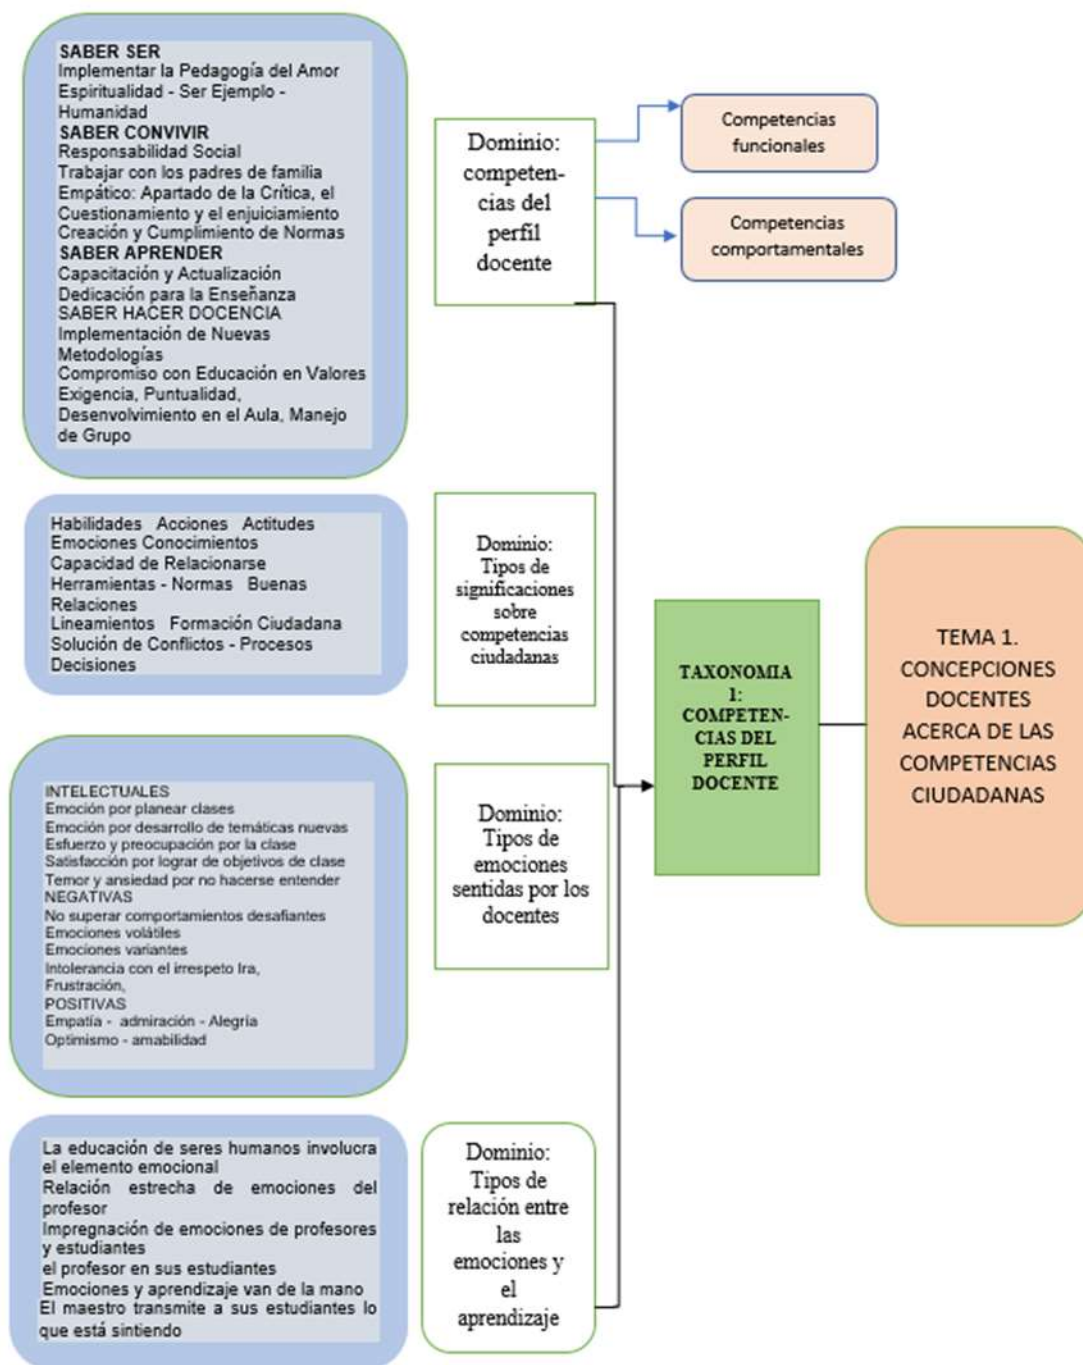 SABER SER
Implementar la Pedagogía del Amor
Espiritualidad - Ser Ejemplo -
Humanidad
SABER CONVIVIR
Responsabilidad Social
Trabajar con los padres de familia
Empático: Apartado de la Crítica, el
Cuestionamiento y el enjuiciamiento
Creación y Cumplimiento de Normas
SABER APRENDER
Capacitación y Actualización
Dedicación para la Enseñanza
SABER HACER DOCENCIA
Implementación de Nuevas
Metodologías
Compromiso con Educación en Valores
Exigencia, Puntualidad,
Desenvolvimiento en el Aula, Manejo
de Grupo
Dominio:
competen-
cias del
perfil
docente
Competencias
funcionales
Competencias
comportamentales
Habilidades Acciones Actitudes
Emociones Conocimientos
Capacidad de Relacionarse
Herramientas - Normas Buenas
Relaciones
Lineamientos Formación Ciudadana
Solución de Conflictos - Procesos
Decisiones
Dominio:
Tipos de
significaciones
sobre
competencias
ciudadanas
INTELECTUALES
Emoción por planear clases
Emoción por desarrollo de temáticas nuevas
Esfuerzo y preocupación por la clase
Satisfacción por lograr de objetivos de clase
Temor y ansiedad por no hacerse entender
NEGATIVAS
No superar comportamientos desafiantes
Emociones volátiles
Emociones variantes
Intolerancia con el irrespeto Ira,
Frustración,
POSITIVAS
Empatía - admiración - Alegría
Optimismo - amabilidad
Dominio:
Tipos de
emociones
sentidas por los
docentes
La educación de seres humanos involucra
el elemento emocional
Relación estrecha de emociones del
profesor
Impregnación de emociones de profesores
y estudiantes
el profesor en sus estudiantes
Emociones y aprendizaje van de la mano
El maestro transmite a sus estudiantes lo
que está sintiendo
Dominio:
Tipos de
relación entre
las
emociones y
el
aprendizaje
TAXONOMIA
1:
COMPETEN-
CIAS DEL
PERFIL
DOCENTE
TEMA 1.
CONCEPCIONES
DOCENTES
ACERCA DE LAS
COMPETENCIAS
CIUDADANAS